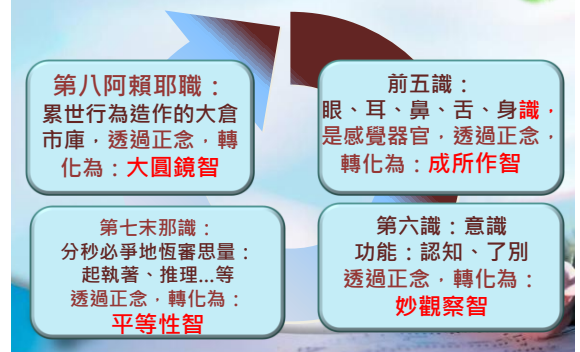 第八阿賴耶職：
累世行為造作的大倉
市庫，透過正念，轉
化為：大圓鏡智
前五識：
眼、耳、鼻、舌、身識，
是感覺器官，透過正念，
轉化為：成所作智
第七末那識：
分秒必爭地恆審思量：
起執著、推理...等
透過正念，轉化為：
平等性智
第六識：意識
功能：認知、了別
透過正念，轉化為：
妙觀察智